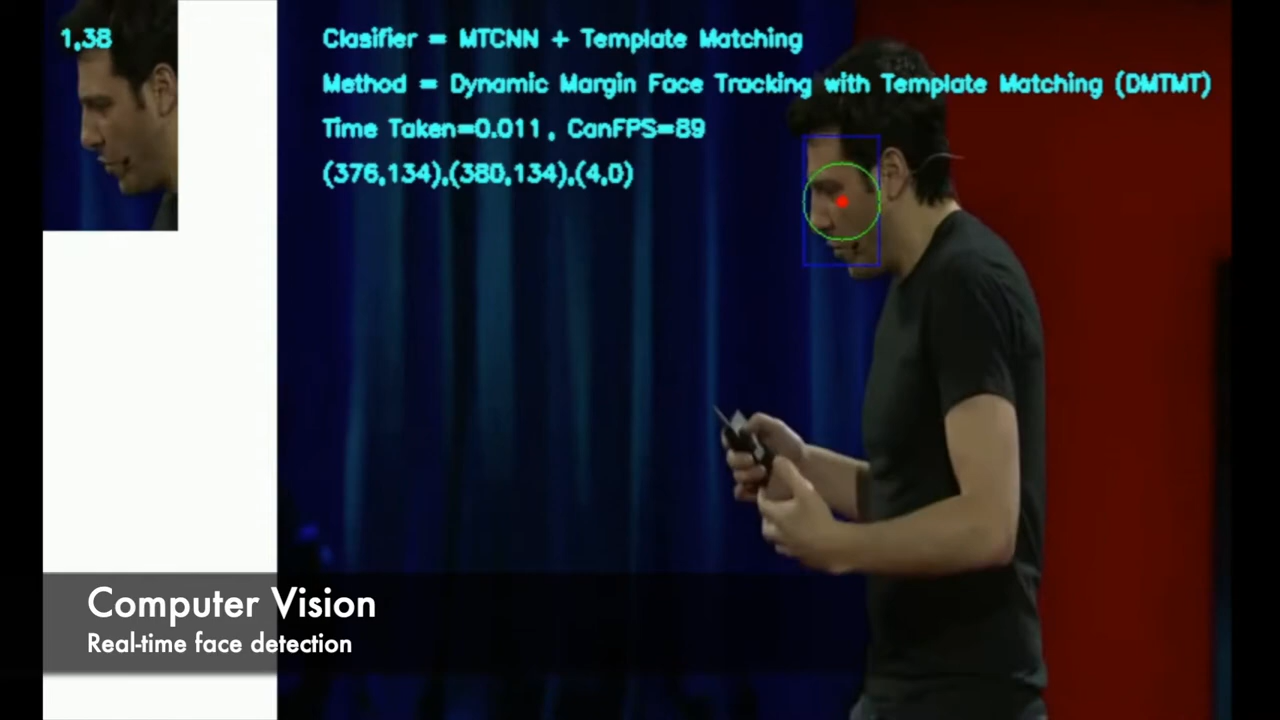 1,38
Clasifier = MTCNN + Template Matching
Method = Dynamic Margin Face Tracking with Template Matching (DMTMT)
Time Taken=0.011, CanFPS=89
(376,134),(380,134),(4,0)
Computer Vision
Real-time face detection